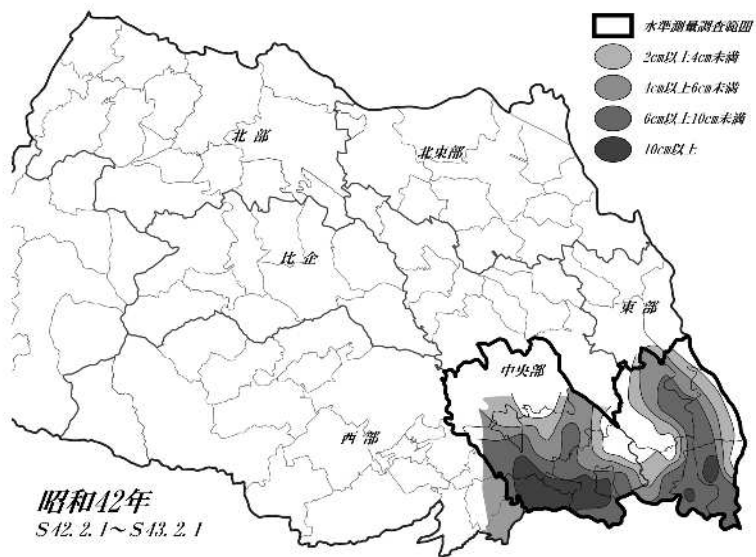 水準測量調査範囲
2cm以上4cm未満
4cm以上6cm未満
6cm以上10cm未満
10cm以上
北部
北東部
比企
東部
中央部
西部
昭和42年
S42.2.1～S43.2.1